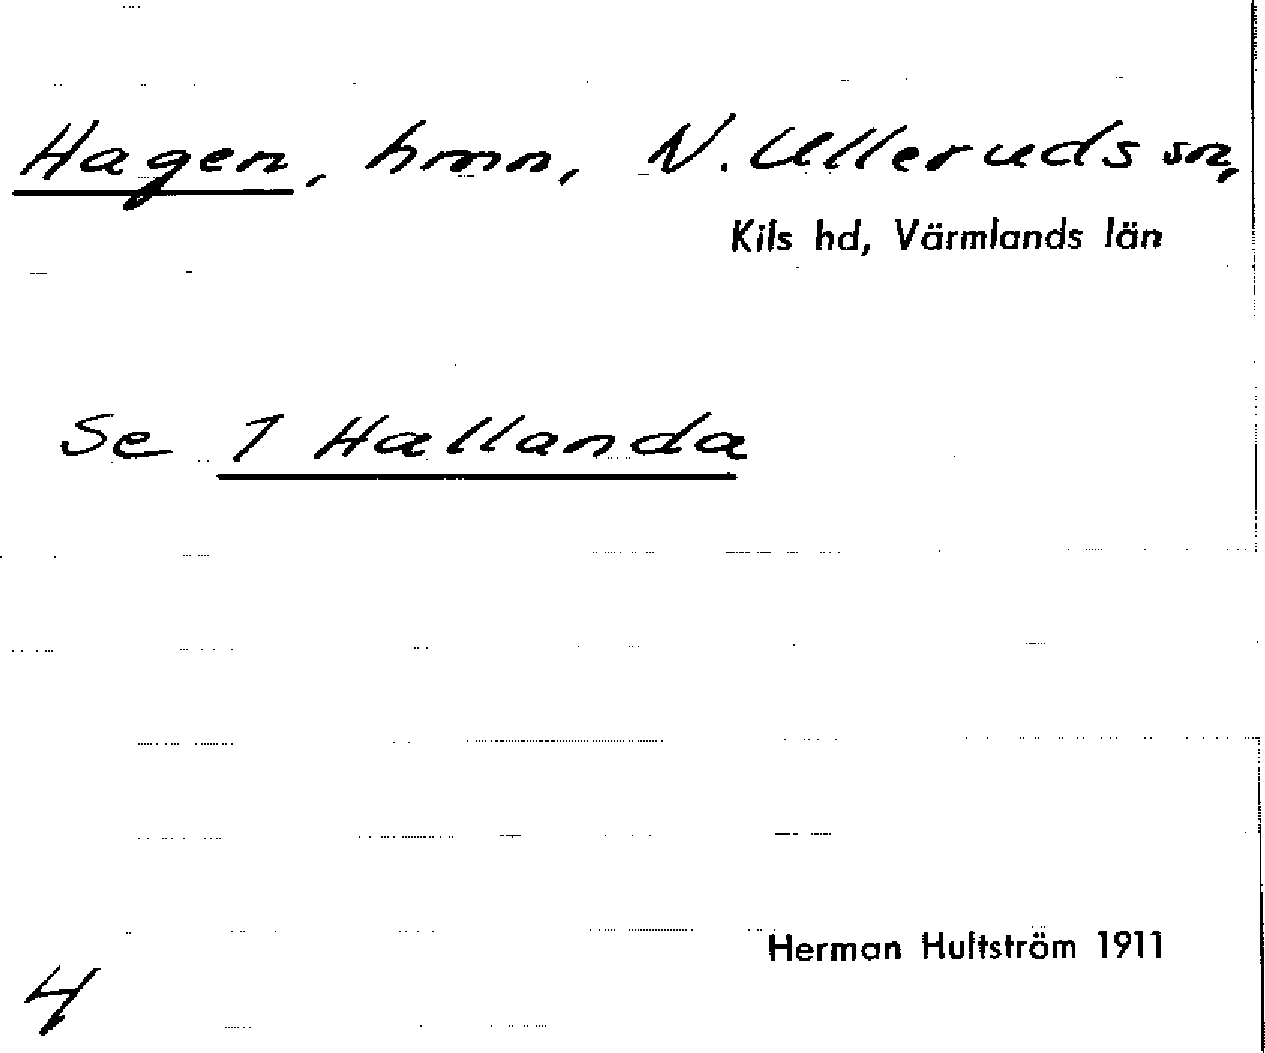 Hagen, hmn, N. Ulleruds sn,
Kils hd, Värmlands län
Se 1 Hallanda
Herman Hultström 1911
4